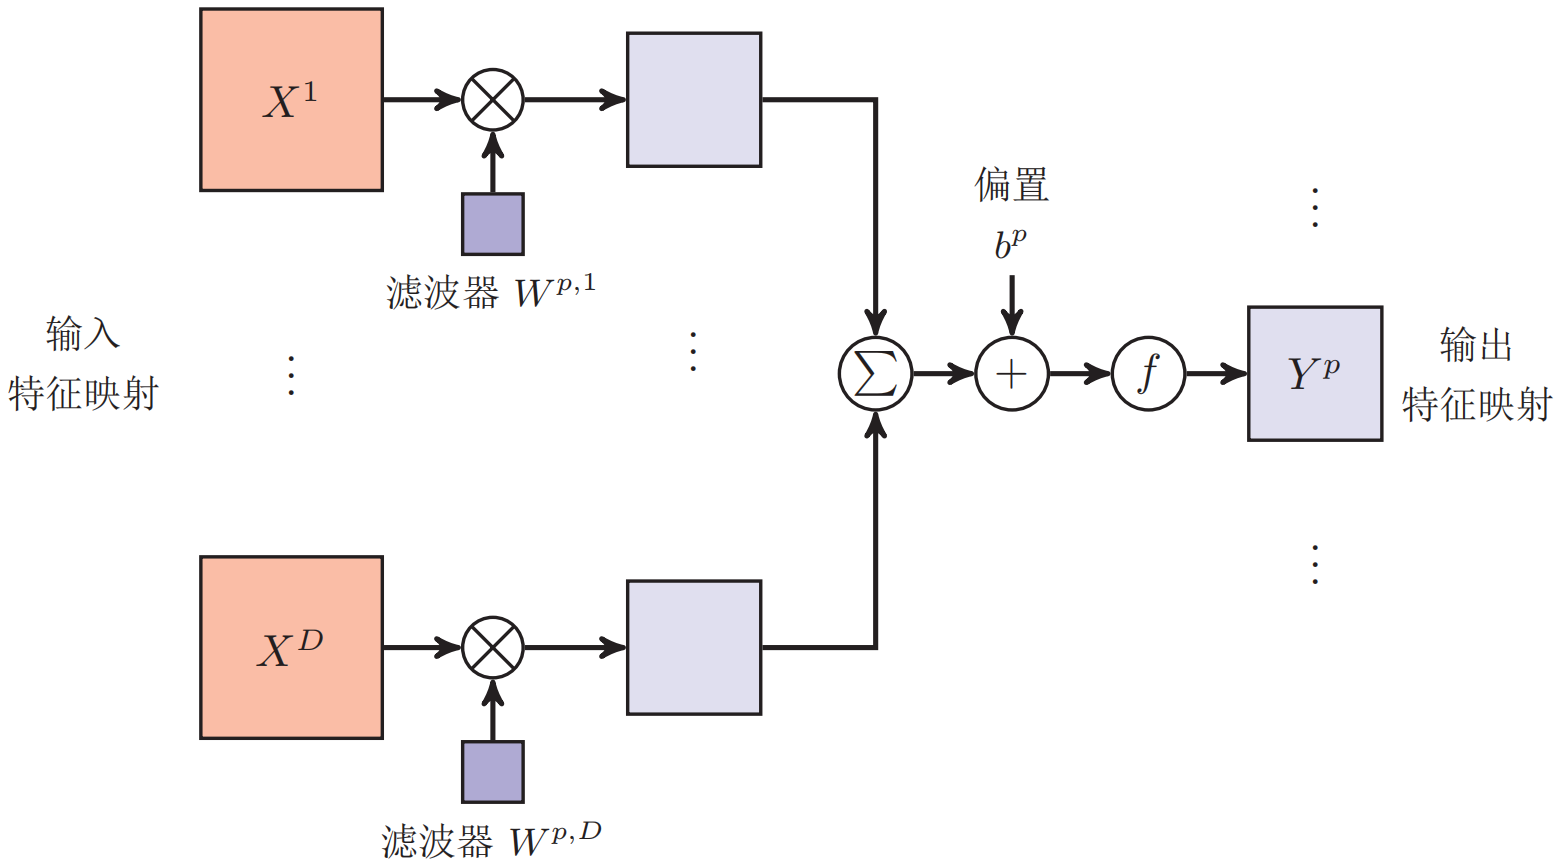 X^1
滤波器 W^{p,1}
输入
特征映射
⋮
⋮
X^D
滤波器 W^{p,D}
∑
偏置
b^p
+
f
⋮
Y^p
输出
特征映射
⋮